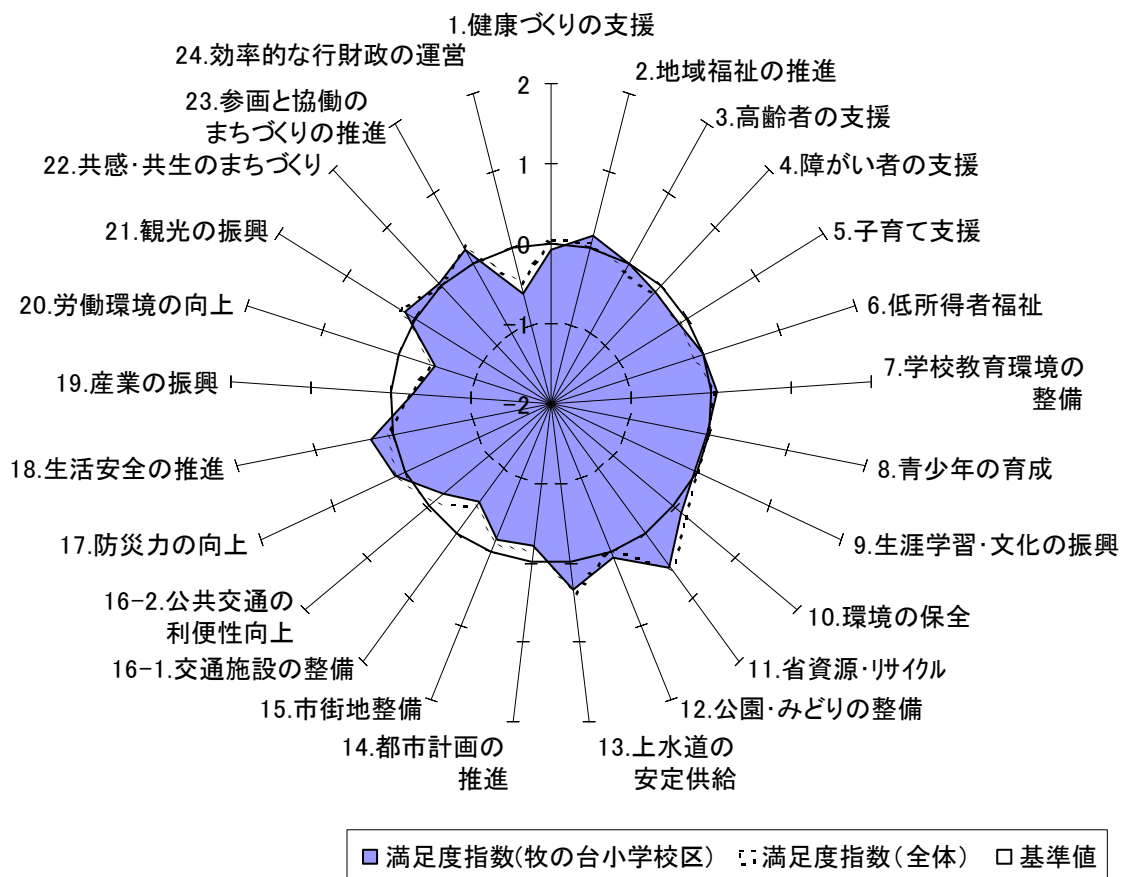 1.健康づくりの支援
2.地域福祉の推進
3.高齢者の支援
4.障がい者の支援
5.子育て支援
6.低所得者福祉
7.学校教育環境の
整備
8.青少年の育成
9.生涯学習・文化の振興
10.環境の保全
11.省資源・リサイクル
12.公園・みどりの整備
13.上水道の
安定供給
14.都市計画の
推進
15.市街地整備
16-1.交通施設の整備
16-2.公共交通の
利便性向上
17.防災力の向上
18.生活安全の推進
19.産業の振興
20.労働環境の向上
21.観光の振興
22.共感・共生のまちづくり
23.参画と協働の
まちづくりの推進
24.効率的な行財政の運営
2
1
0
-1
-2
満足度指数(牧の台小学校区) 満足度指数(全体) 基準値